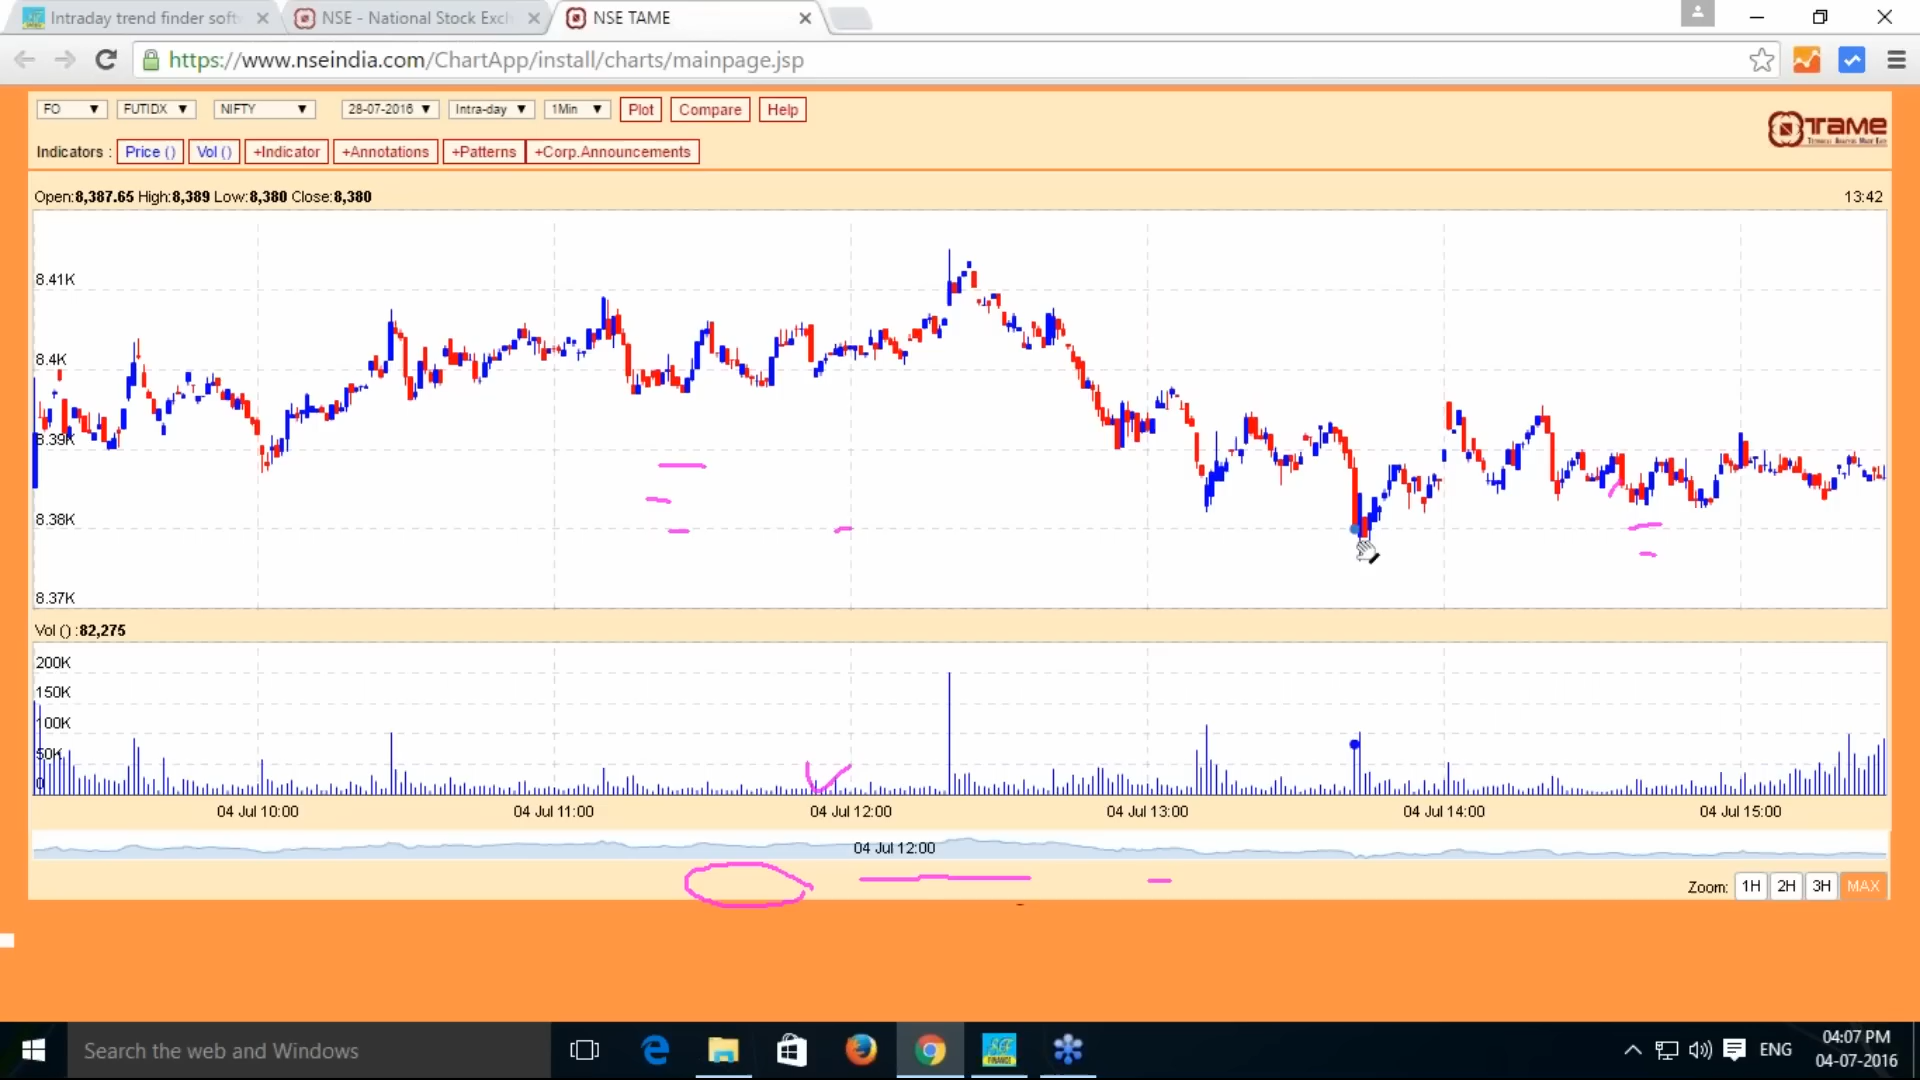 Intraday trend finder soft
NSE - National Stock Exch
NSE TAME
https://www.nseindia.com/ChartApp/install/charts/mainpage.jsp
FO FUTIDX NIFTY 28-07-2016 Intra-day 1Min Plot Compare Help
TAME
Indicators : Price () Vol () +Indicator +Annotations +Patterns +Corp.Announcements
Open:8,387.65 High:8,389 Low:8,380 Close:8,380
13:42
8.41K
8.4K
8.39K
8.38K
8.37K
Vol () :82,275
200K
150K
100K
50K
0
04 Jul 10:00 04 Jul 11:00 04 Jul 12:00 04 Jul 13:00 04 Jul 14:00 04 Jul 15:00
04 Jul 12:00
Zoom: 1H 2H 3H MAX
Search the web and Windows
FINANCE
ENG
04:07 PM
04-07-2016